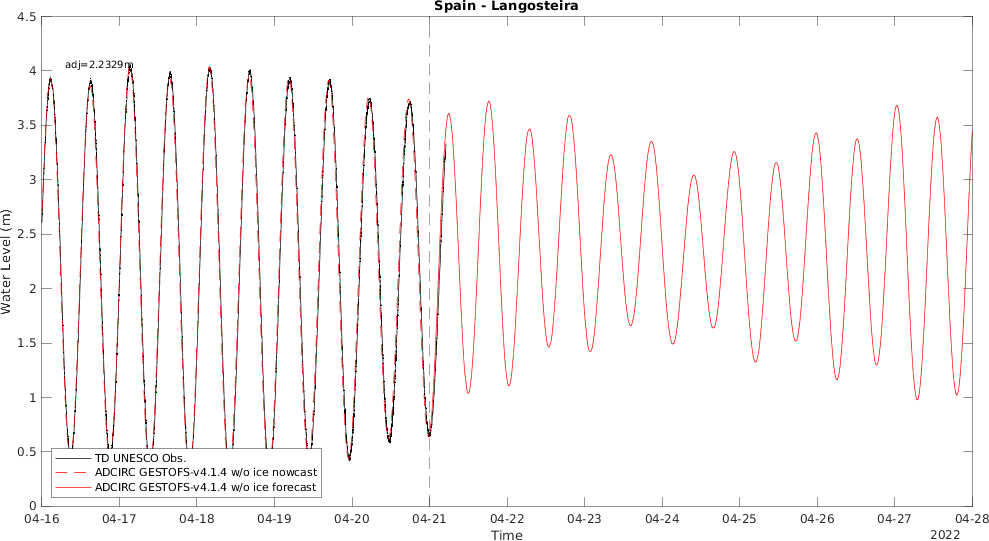 Spain - Langosteira
4.5
4
3.5
3
2.5
2
1.5
1
0.5
0
Water Level (m)
adj=2.2329m
TD UNESCO Obs.
ADCIRC GESTOFS-v4.1.4 w/o ice nowcast
ADCIRC GESTOFS-v4.1.4 w/o ice forecast
04-16 04-17 04-18 04-19 04-20 04-21 04-22 04-23 04-24 04-25 04-26 04-27 04-28
Time
2022